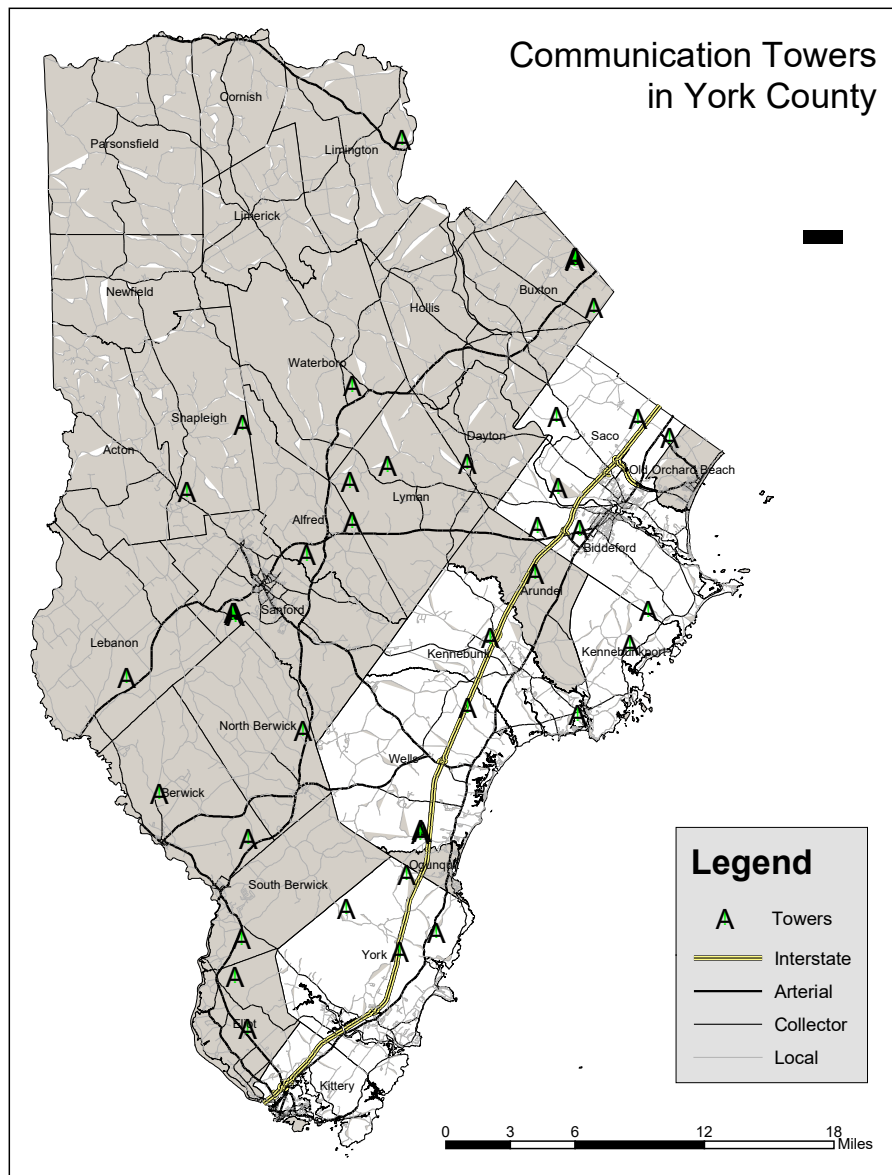 Communication Towers
in York County
Cornish
Parsonsfield
Limington
Limerick
Newfield
Buxton
Hollis
Waterboro
Shapleigh
Dayton
Saco
Acton
Old Orchard Beach
Lyman
Alfred
Biddeford
Arundel
Sanford
Lebanon
Kennebunk
Kennebunkport
North Berwick
Wells
Berwick
Ogunquit
South Berwick
York
Eliot
Kittery
Legend
A Towers
Interstate
Arterial
Collector
Local
0 3 6 12 18
Miles